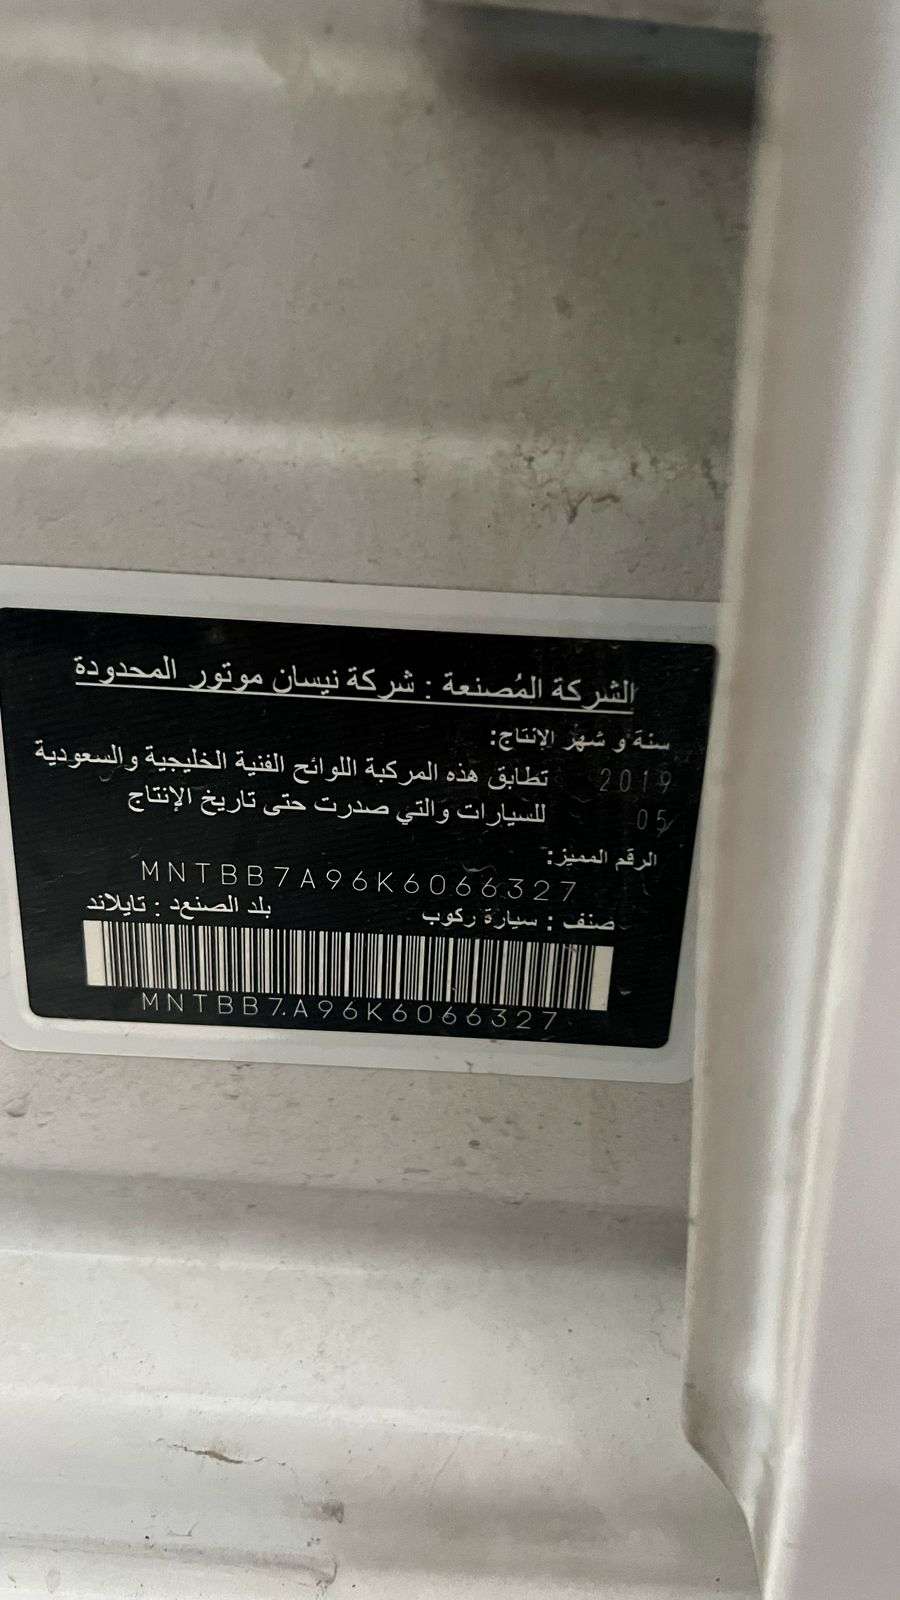 الشركة المُصنعة : شركة نيسان موتور المحدودة
سنة و شهر الإنتاج:
2019 تطابق هذه المركبة اللوائح الفنية الخليجية والسعودية
05 للسيارات والتي صدرت حتى تاريخ الإنتاج
الرقم المميز:
MNTBB7A96K6066327
صنف : سيارة ركوب بلد الصنع : تايلاند
MNTBB7A96K6066327